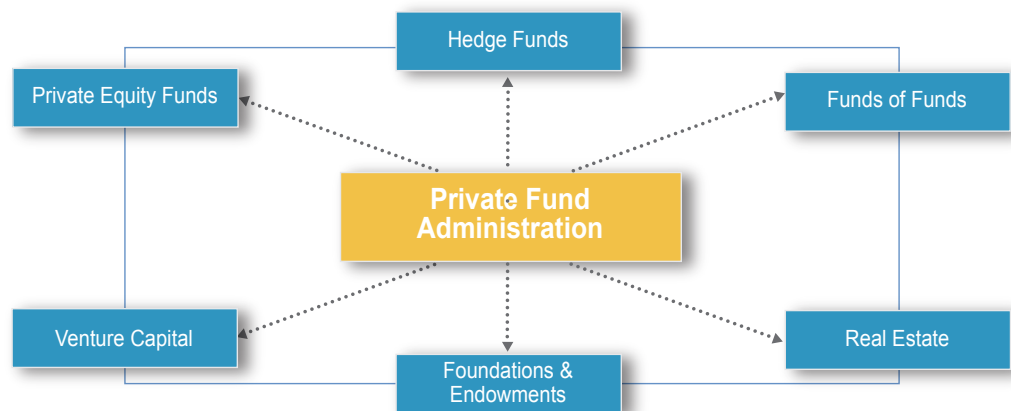 Hedge Funds
Private Equity Funds
Funds of Funds
Private Fund
Administration
Venture Capital
Real Estate
Foundations &
Endowments